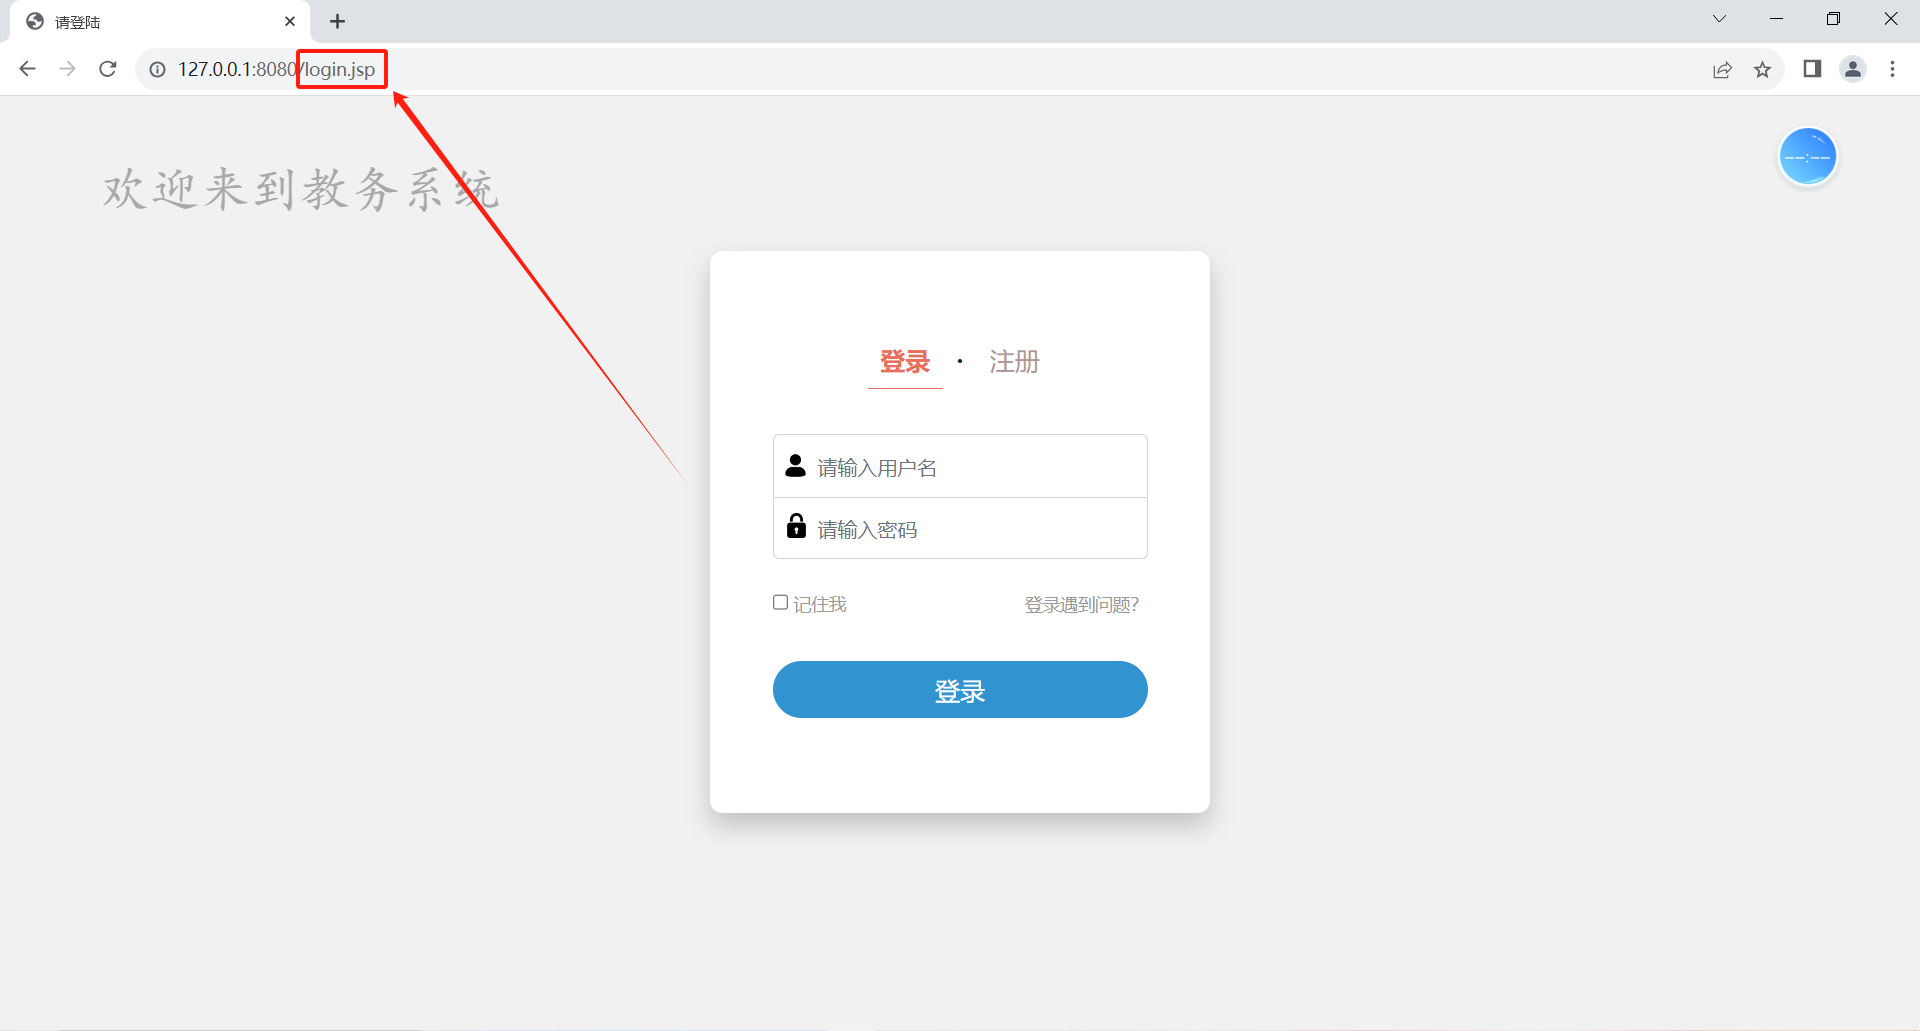 请登陆
127.0.0.1:8080/login.jsp
欢迎来到教务系统
登录 · 注册
请输入用户名
请输入密码
记住我 登录遇到问题?
登录